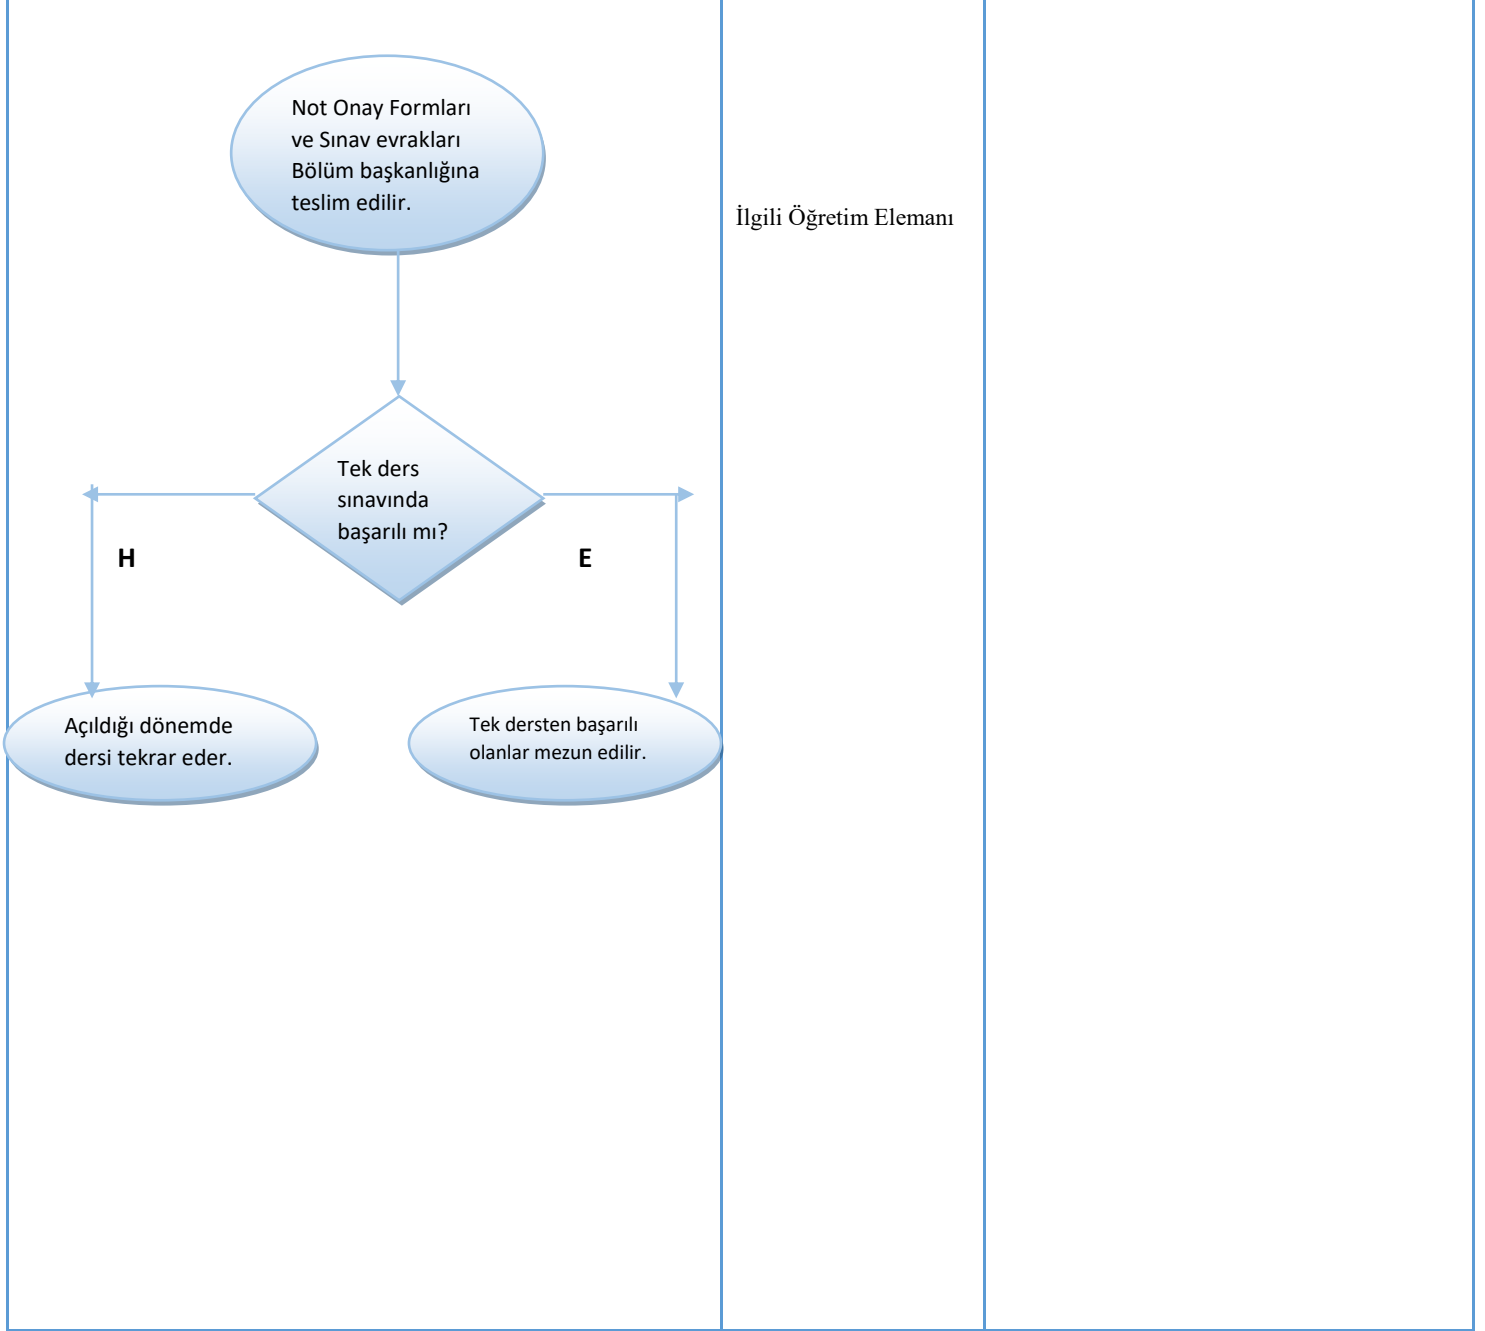 Not Onay Formları
ve Sınav evrakları
Bölüm başkanlığına
teslim edilir.
İlgili Öğretim Elemanı
Tek ders
sınavında
başarılı mı?
H
E
Açıldığı dönemde
dersi tekrar eder.
Tek dersten başarılı
olanlar mezun edilir.